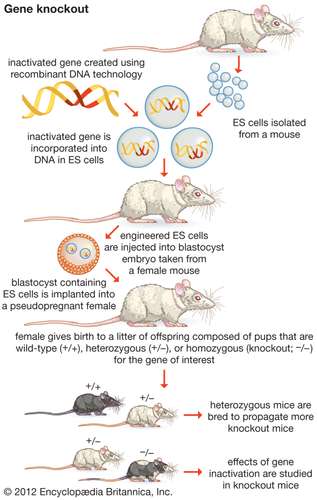 Gene knockout
inactivated gene created using
recombinant DNA technology
ES cells isolated
from a mouse
inactivated gene is
incorporated into
DNA in ES cells
engineered ES cells
are injected into blastocyst
embryo taken from
a female mouse
blastocyst containing
ES cells is implanted into
a pseudopregnant female
female gives birth to a litter of offspring composed of pups that are
wild-type (+/+), heterozygous (+/–), or homozygous (knockout; –/–)
for the gene of interest
+/+
+/–
heterozygous mice are
bred to propagate more
knockout mice
+/–
–/–
effects of gene
inactivation are studied
in knockout mice
© 2012 Encyclopædia Britannica, Inc.